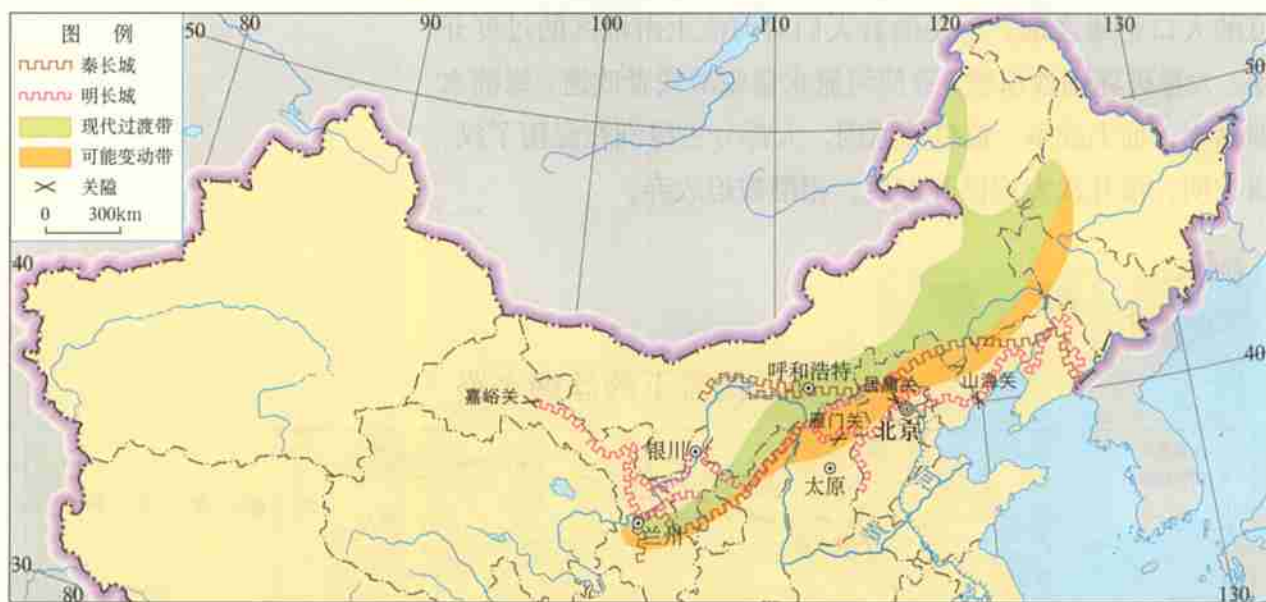 图 例
秦长城
明长城
现代过渡带
可能变动带
关隘
0 300km
50
90
100
110
120
130
50
40
40
30
80
130
嘉峪关
呼和浩特
居庸关
山海关
雁门关
北京
银川
太原
兰州
运
河